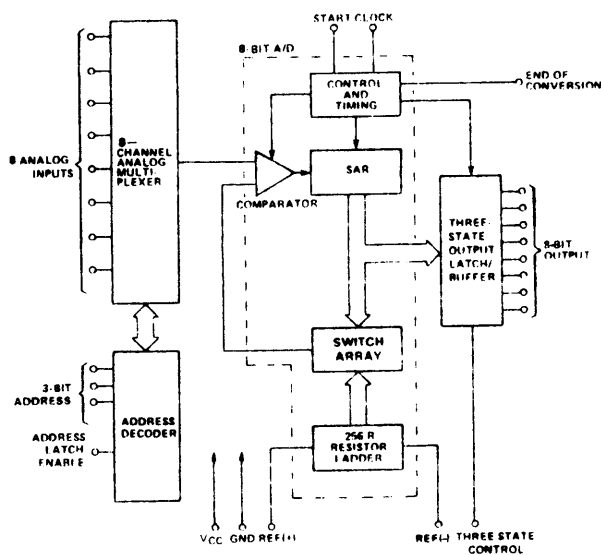 START CLOCK
8-BIT A/D
CONTROL
AND
TIMING
END OF
CONVERSION
8 ANALOG
INPUTS
8—
CHANNEL
ANALOG
MULTI-
PLEXER
COMPARATOR
SAR
THREE-
STATE
OUTPUT
LATCH/
BUFFER
8-BIT
OUTPUT
SWITCH
ARRAY
3-BIT
ADDRESS
ADDRESS
LATCH
ENABLE
ADDRESS
DECODER
256 R
RESISTOR
LADDER
VCC
GND
REF(+)
REF(-)
THREE STATE
CONTROL